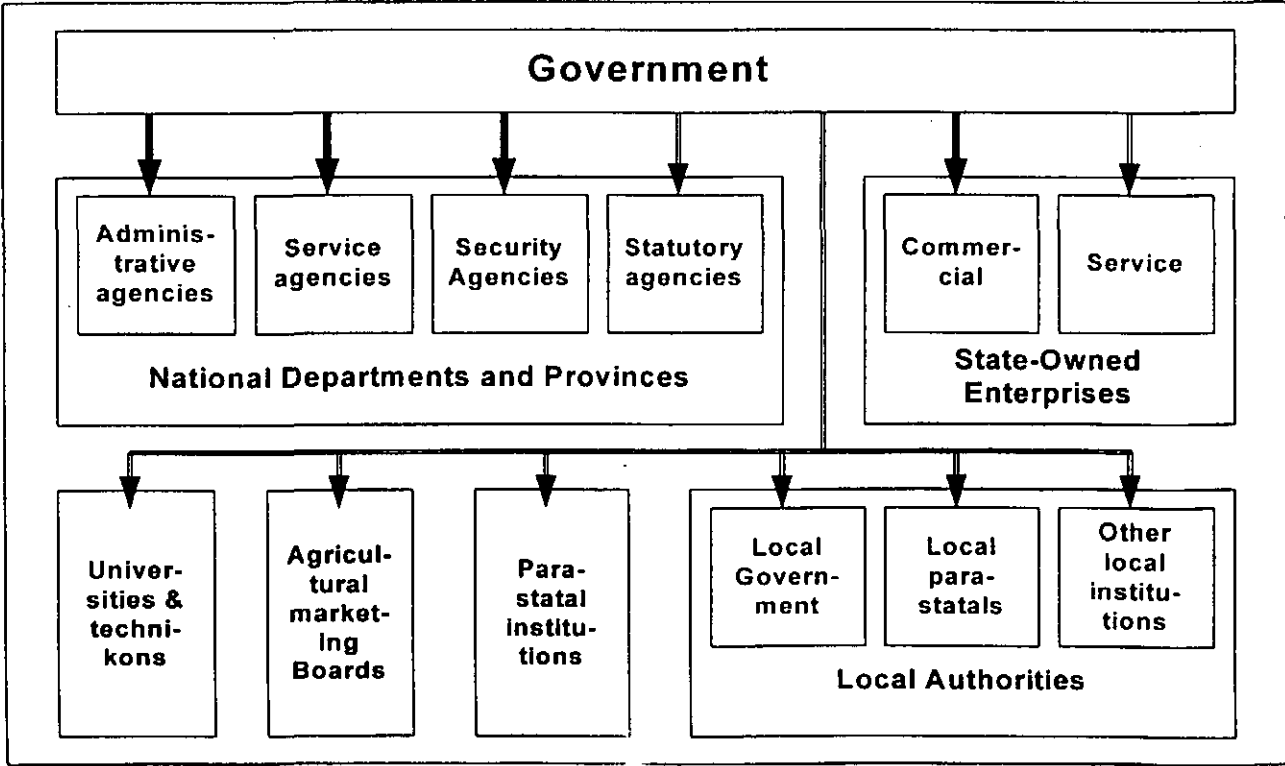 Government
Adminis-
trative
agencies
Service
agencies
Security
Agencies
Statutory
agencies
National Departments and Provinces
Commer-
cial
Service
State-Owned
Enterprises
Univer-
sities &
techni-
kons
Agricul-
tural
market-
ing
Boards
Para-
statal
institu-
tions
Local
Govern-
ment
Local
para-
statals
Other
local
institu-
tions
Local Authorities